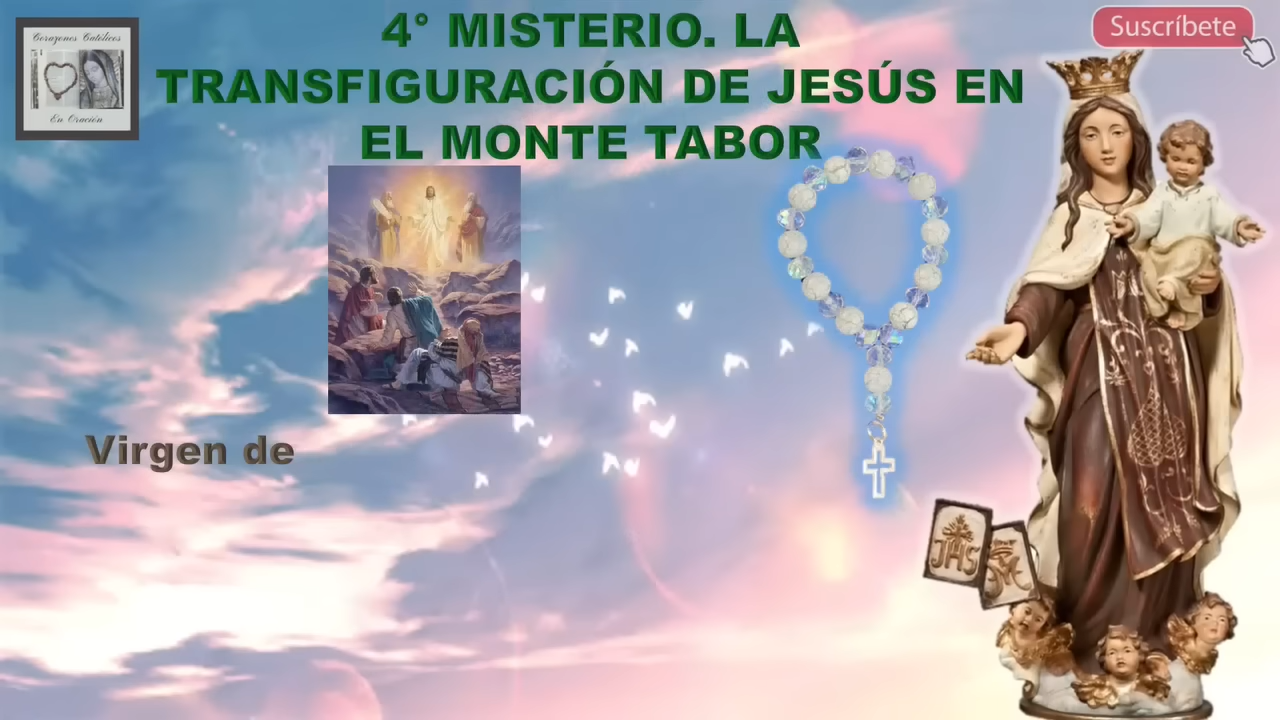 4° MISTERIO. LA
TRANSFIGURACIÓN DE JESÚS EN
EL MONTE TABOR
Suscríbete
Corazones Católicos
En Oración
Virgen de
JHS
M